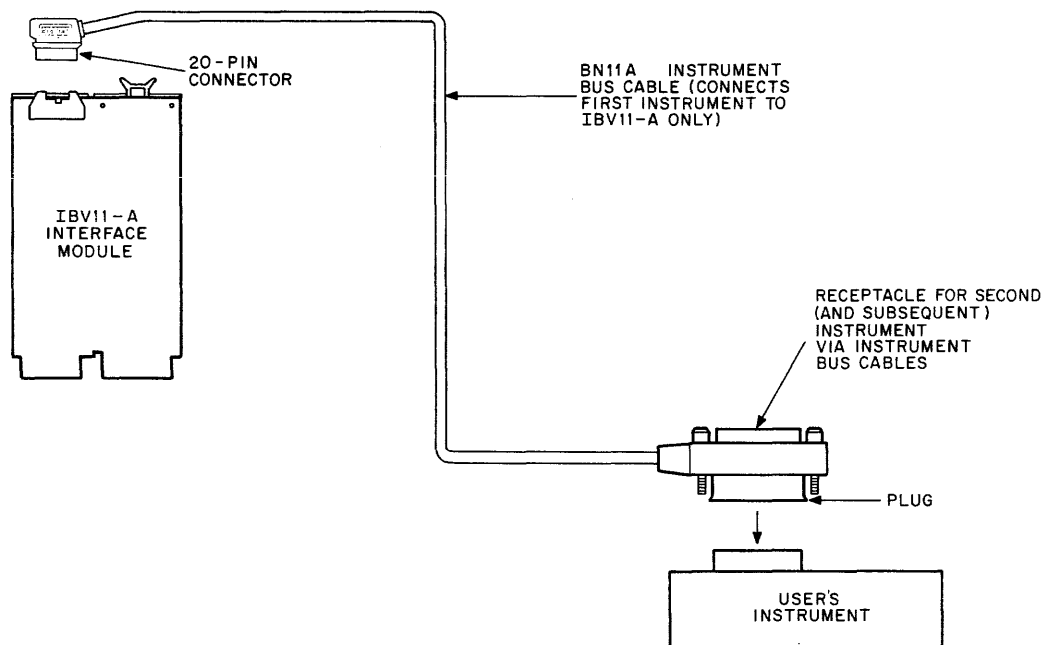 20-PIN
CONNECTOR
BN11A INSTRUMENT
BUS CABLE (CONNECTS
FIRST INSTRUMENT TO
IBV11-A ONLY)
IBV11-A
INTERFACE
MODULE
RECEPTACLE FOR SECOND
(AND SUBSEQUENT)
INSTRUMENT
VIA INSTRUMENT
BUS CABLES
PLUG
USER'S
INSTRUMENT